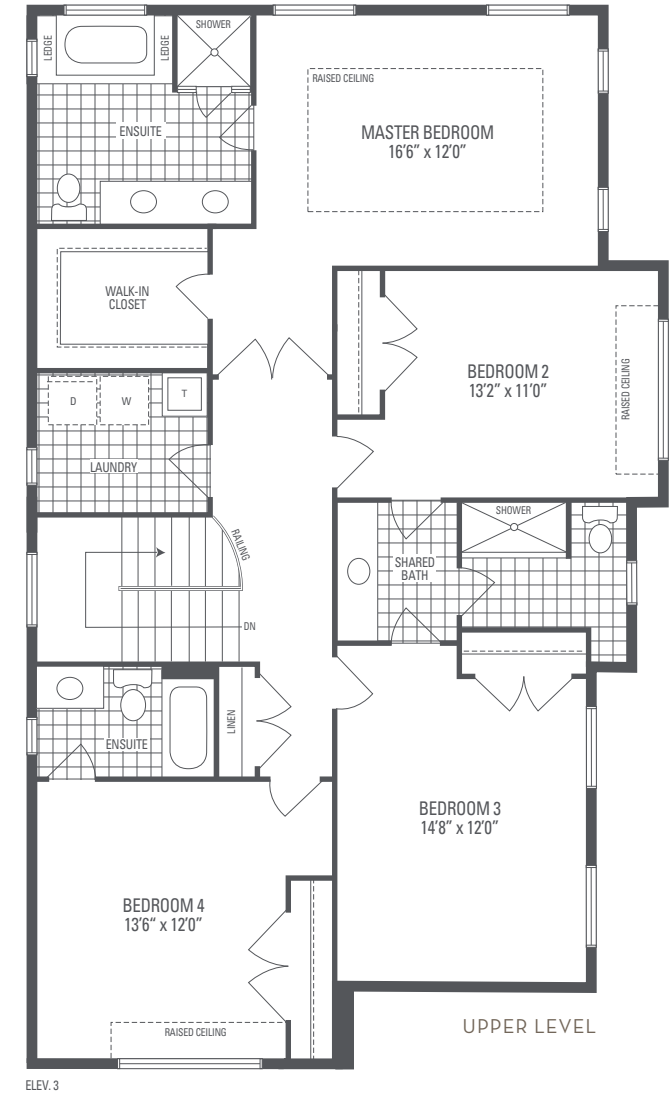 SHOWER
LEDGE
LEDGE
RAISED CEILING
ENSUITE
MASTER BEDROOM
16'6" x 12'0"
WALK-IN
CLOSET
BEDROOM 2
13'2" x 11'0"
RAISED CEILING
D
W
T
LAUNDRY
SHOWER
RAILING
SHARED
BATH
DN
LINEN
ENSUITE
BEDROOM 3
14'8" x 12'0"
BEDROOM 4
13'6" x 12'0"
RAISED CEILING
UPPER LEVEL
ELEV. 3